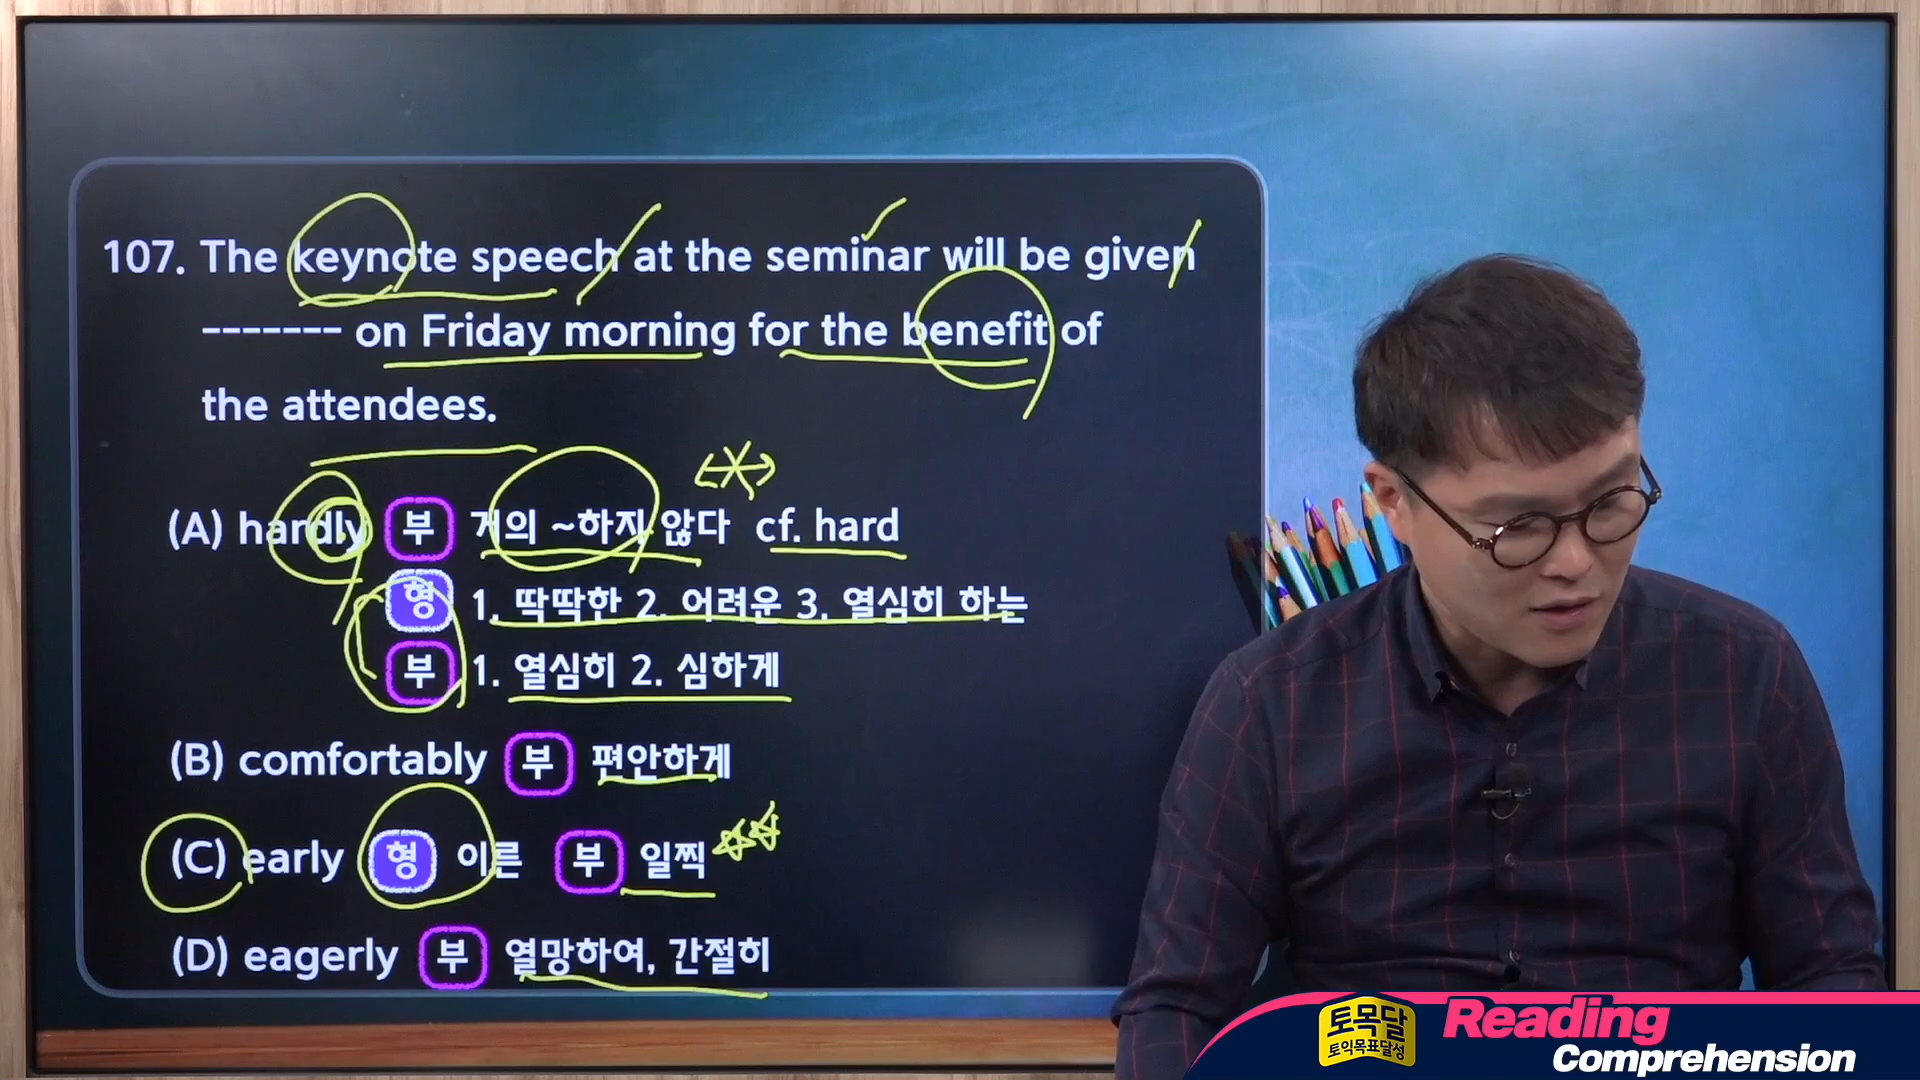 107. The keynote speech at the seminar will be given
------- on Friday morning for the benefit of
the attendees.
(A) hardly 부 거의 ~하지 않다 cf. hard
형 1. 딱딱한 2. 어려운 3. 열심히 하는
부 1. 열심히 2. 심하게
(B) comfortably 부 편안하게
(C) early 형 이른 부 일찍
(D) eagerly 부 열망하여, 간절히
토목달
토익목표달성
Reading
Comprehension